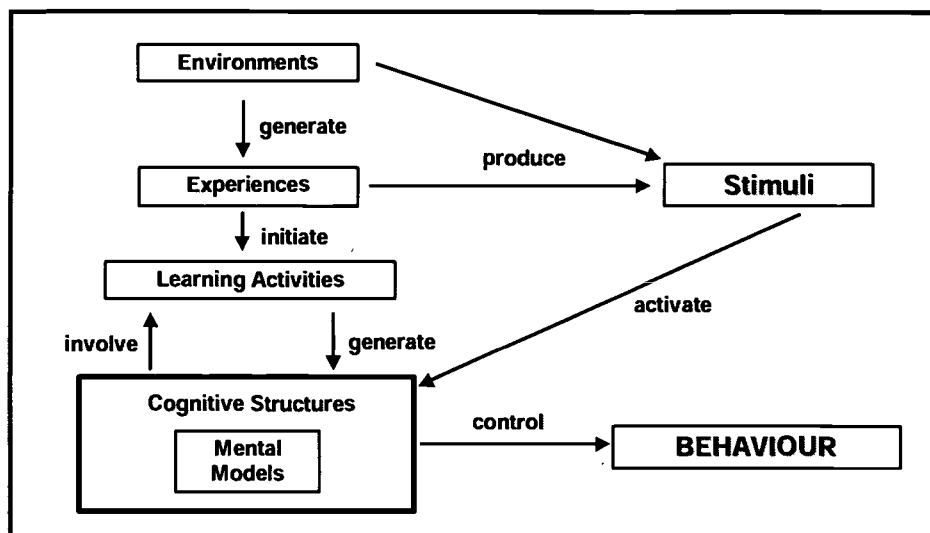 Environments
generate
produce
Experiences
Stimuli
initiate
Learning Activities
activate
involve
generate
Cognitive Structures
control
Mental
Models
BEHAVIOUR